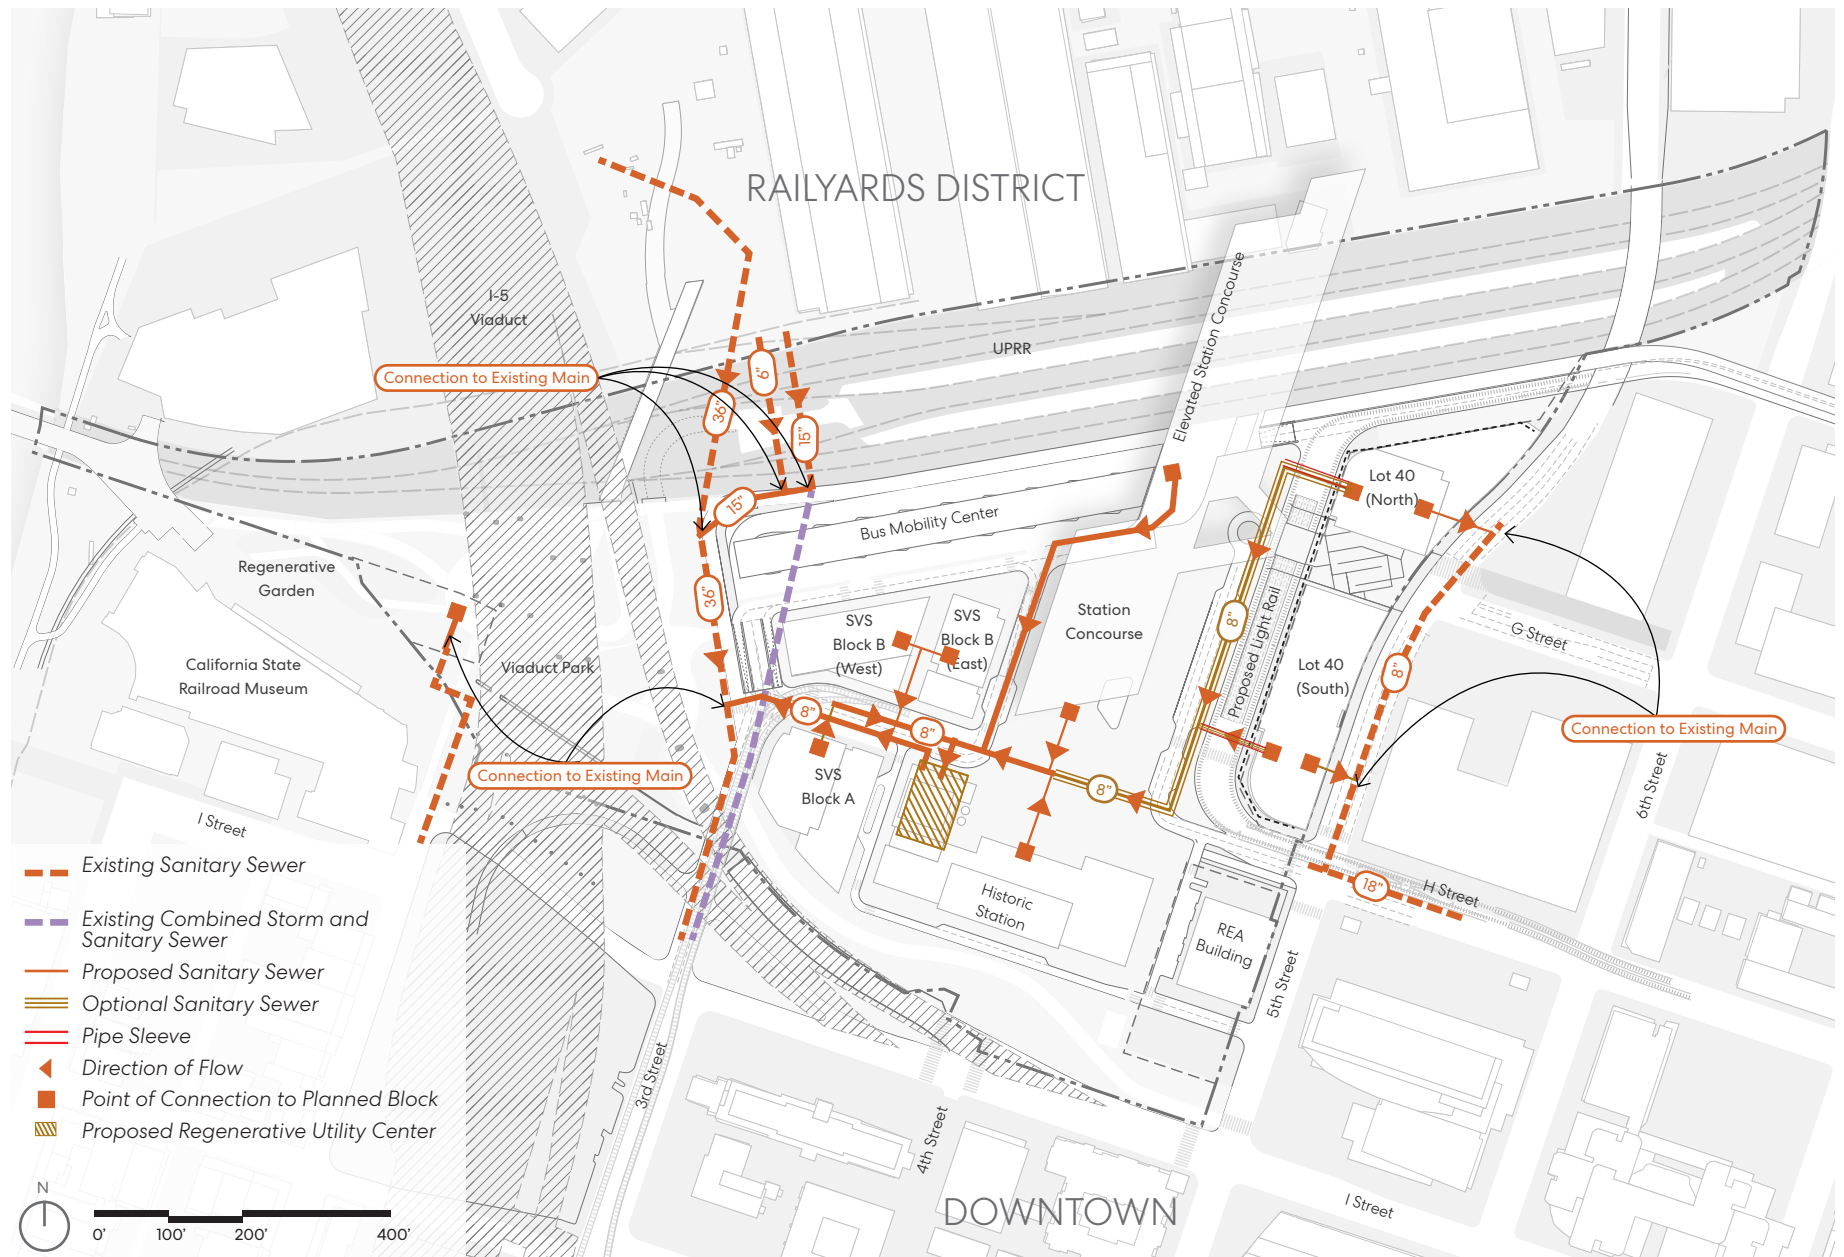 RAILYARDS DISTRICT
I-5
Viaduct
UPRR
Elevated Station Concourse
Connection to Existing Main
36"
6"
15"
15"
Lot 40
(North)
Bus Mobility Center
Regenerative
Garden
36"
SVS
Block B
(West)
SVS
Block B
(East)
Station
Concourse
8"
Proposed Light Rail
G Street
California State
Railroad Museum
Viaduct Park
Lot 40
(South)
8"
8"
8"
Connection to Existing Main
Connection to Existing Main
SVS
Block A
8"
6th Street
I Street
Historic
Station
18"
H Street
REA
Building
5th Street
3rd Street
4th Street
DOWNTOWN
I Street
Existing Sanitary Sewer
Existing Combined Storm and
Sanitary Sewer
Proposed Sanitary Sewer
Optional Sanitary Sewer
Pipe Sleeve
Direction of Flow
Point of Connection to Planned Block
Proposed Regenerative Utility Center
N
0' 100' 200' 400'